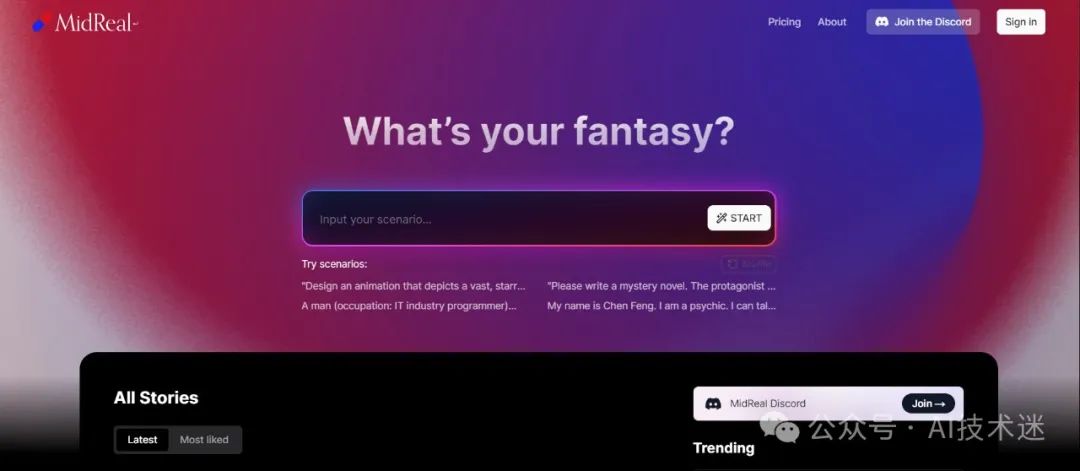 MidReal
Pricing
About
Join the Discord
Sign in
What's your fantasy?
Input your scenario...
START
Try scenarios:
"Design an animation that depicts a vast, starr...
"Please write a mystery novel. The protagonist ...
A man (occupation: IT industry programmer)...
My name is Chen Feng. I am a psychic. I can tal...
All Stories
Latest
Most liked
MidReal Discord
Join →
公众号 · AI技术迷
Trending